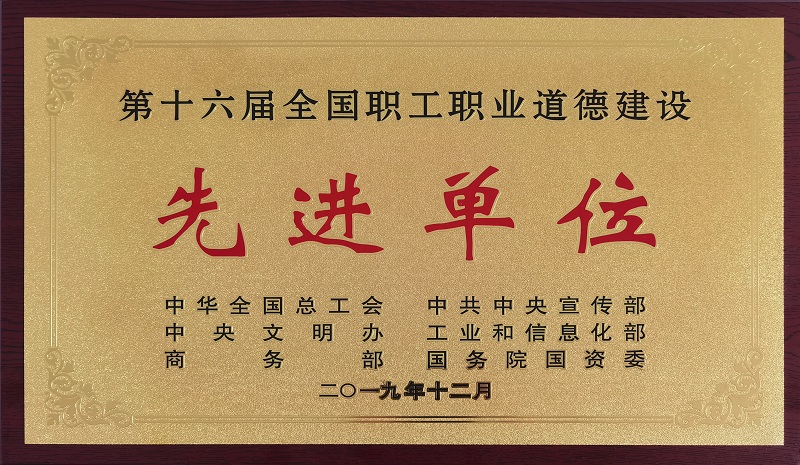 第十六届全国职工职业道德建设
先进单位
中华全国总工会 中共中央宣传部
中央文明办 工业和信息化部
商务部 国务院国资委
二〇一九年十二月